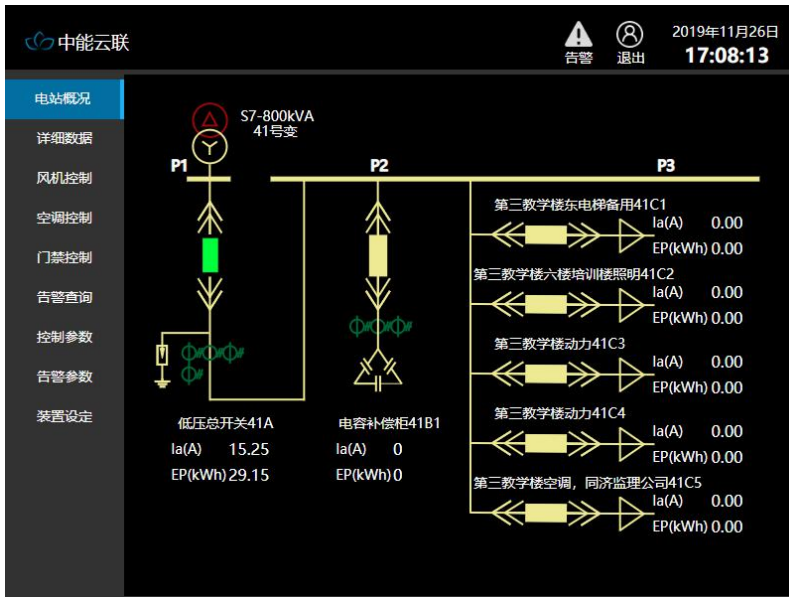 中能云联
告警
退出
2019年11月26日
17:08:13
电站概况
详细数据
风机控制
空调控制
门禁控制
告警查询
控制参数
告警参数
装置设定
S7-800kVA
41号变
P1
P2
P3
低压总开关41A
Ia(A) 15.25
EP(kWh) 29.15
电容补偿柜41B1
Ia(A) 0
EP(kWh) 0
第三教学楼东电梯备用41C1
Ia(A) 0.00
EP(kWh) 0.00
第三教学楼六楼培训楼照明41C2
Ia(A) 0.00
EP(kWh) 0.00
第三教学楼动力41C3
Ia(A) 0.00
EP(kWh) 0.00
第三教学楼动力41C4
Ia(A) 0.00
EP(kWh) 0.00
第三教学楼空调，同济监理公司41C5
Ia(A) 0.00
EP(kWh) 0.00